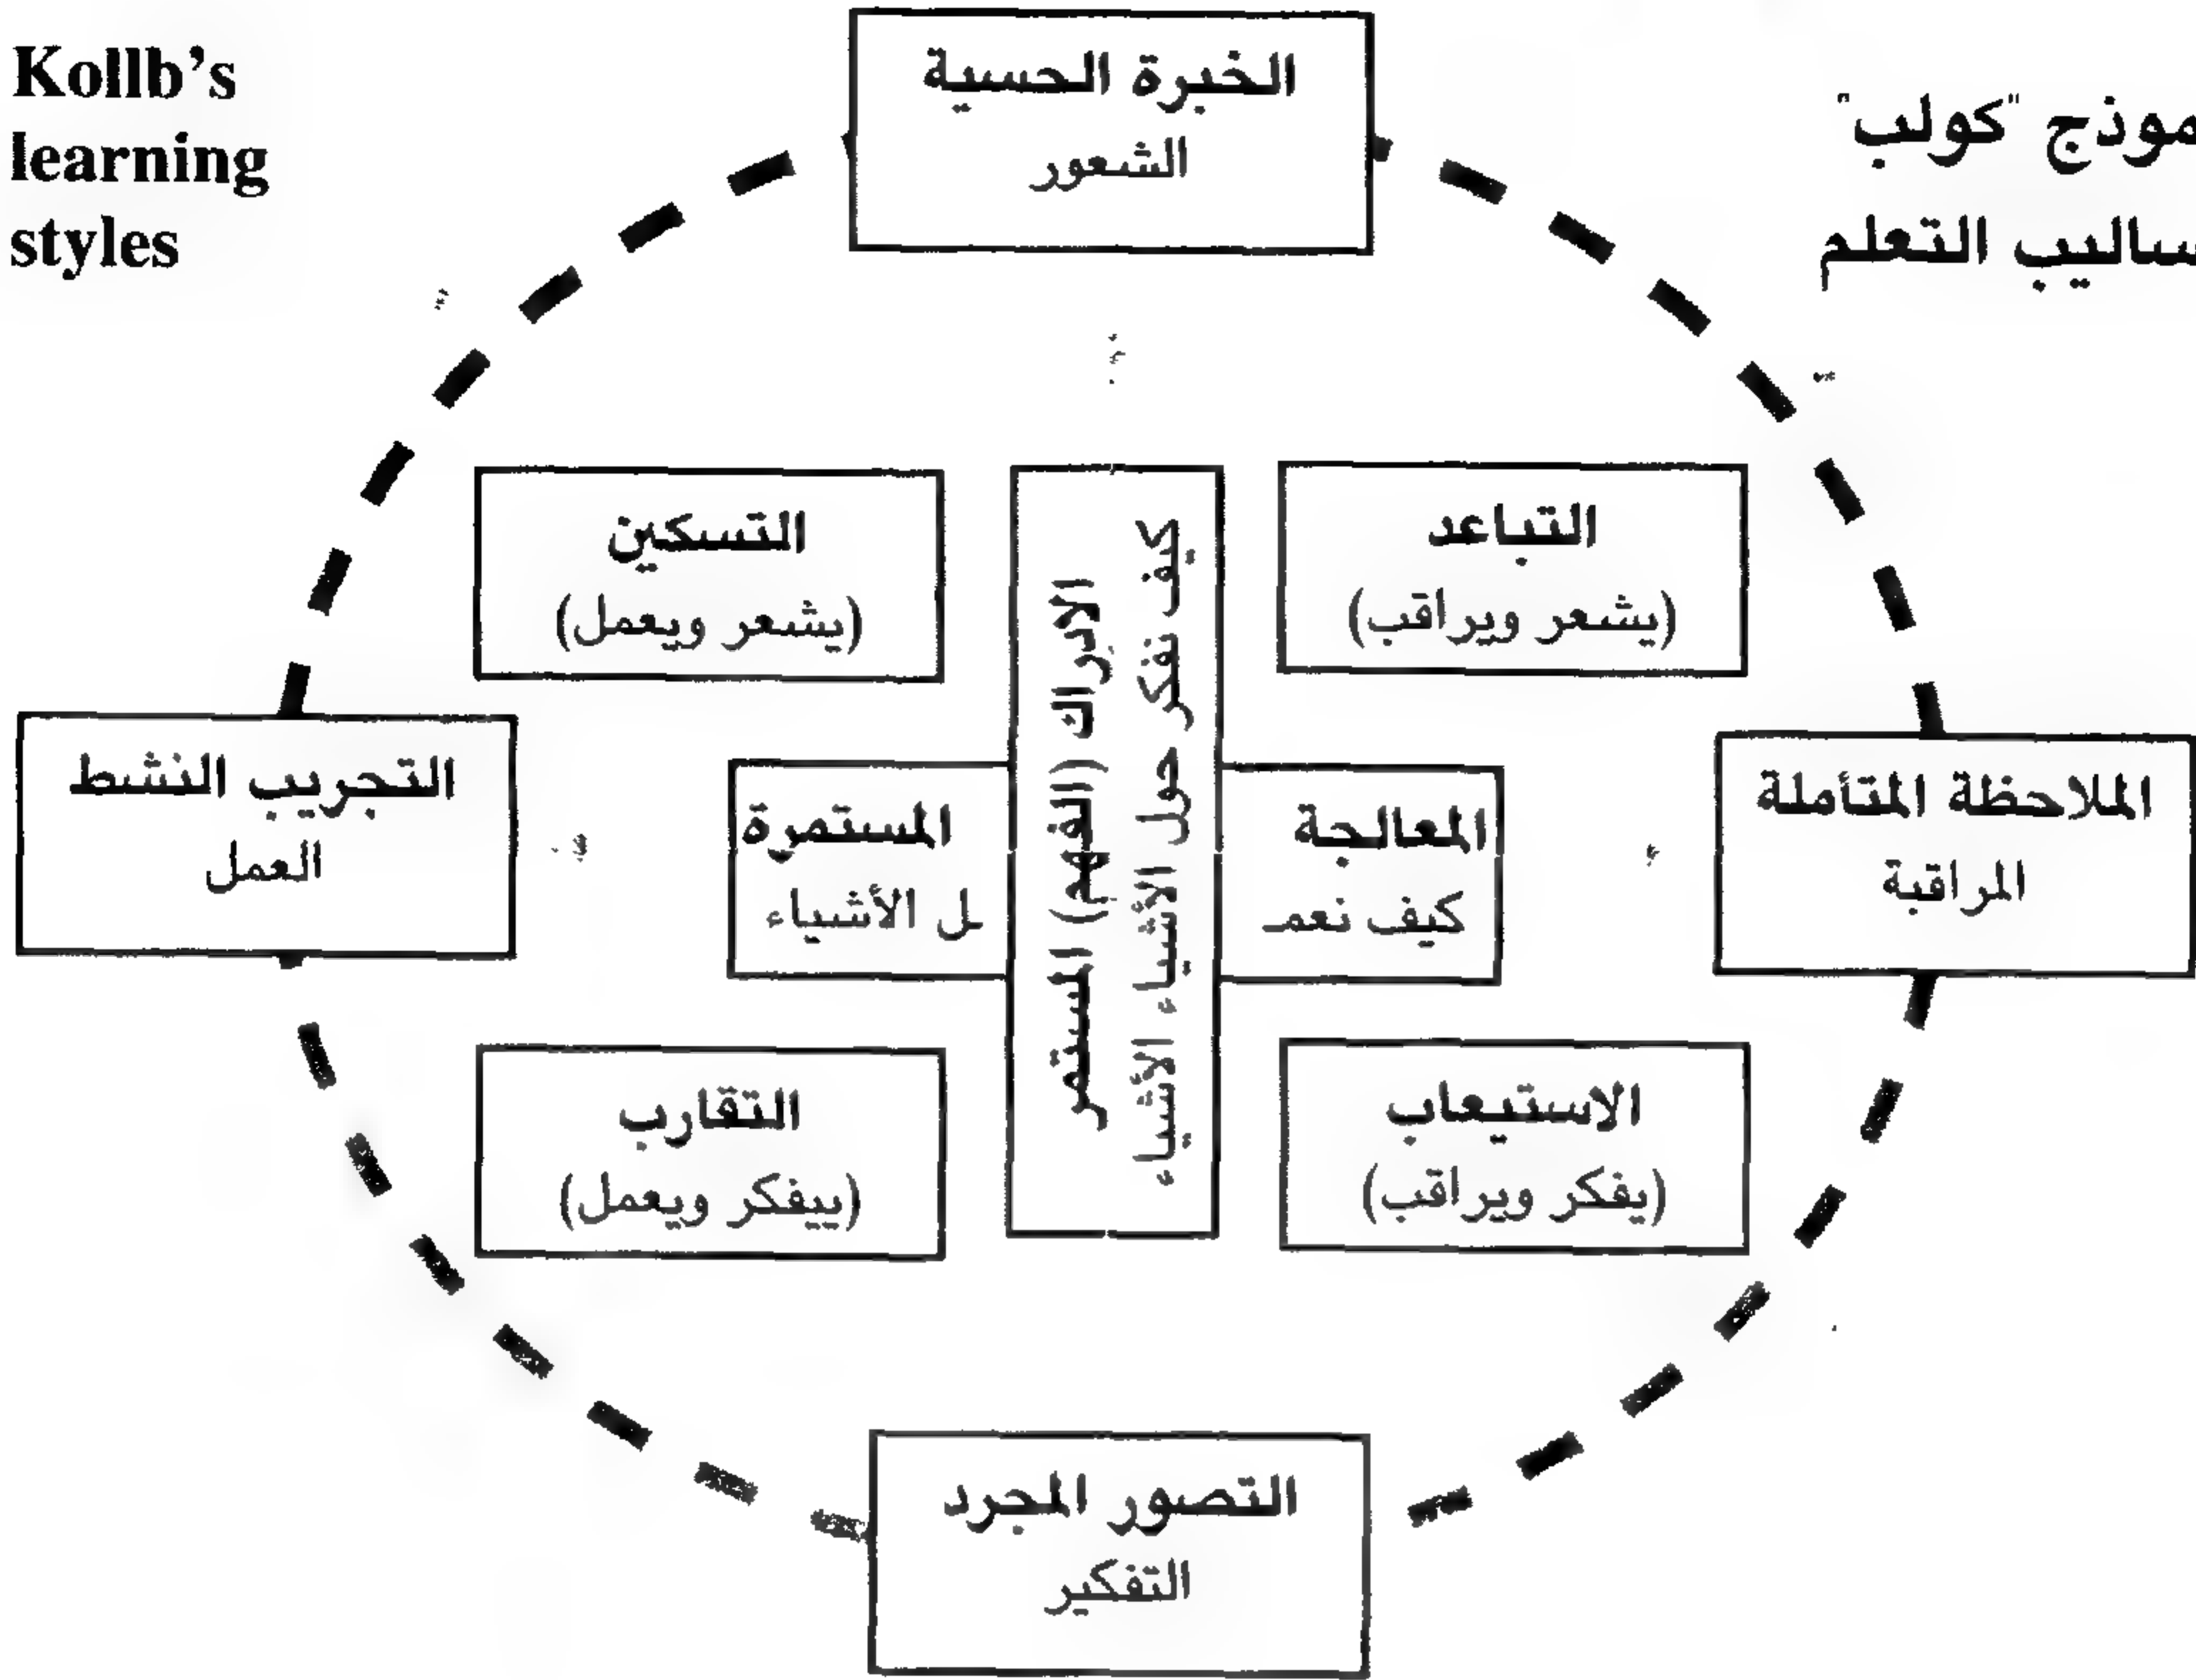 Kollb's
learning
styles
موذج "كولب"
ساليب التعلم
الخبرة الحسية
الشعور
التباعد
(يشعر ويراقب)
التسكين
(يشعر ويعمل)
الملاحظة المتأملة
المراقبة
المعالجة
كيف نعمـ
الادراك (الفهم) المستمر
كيف نفكر حول الأشياء الأشياء
المستمرة
ـل الأشياء
التجريب النشط
العمل
الاستيعاب
(يفكر ويراقب)
التقارب
(ييفكر ويعمل)
التصور المجرد
التفكير